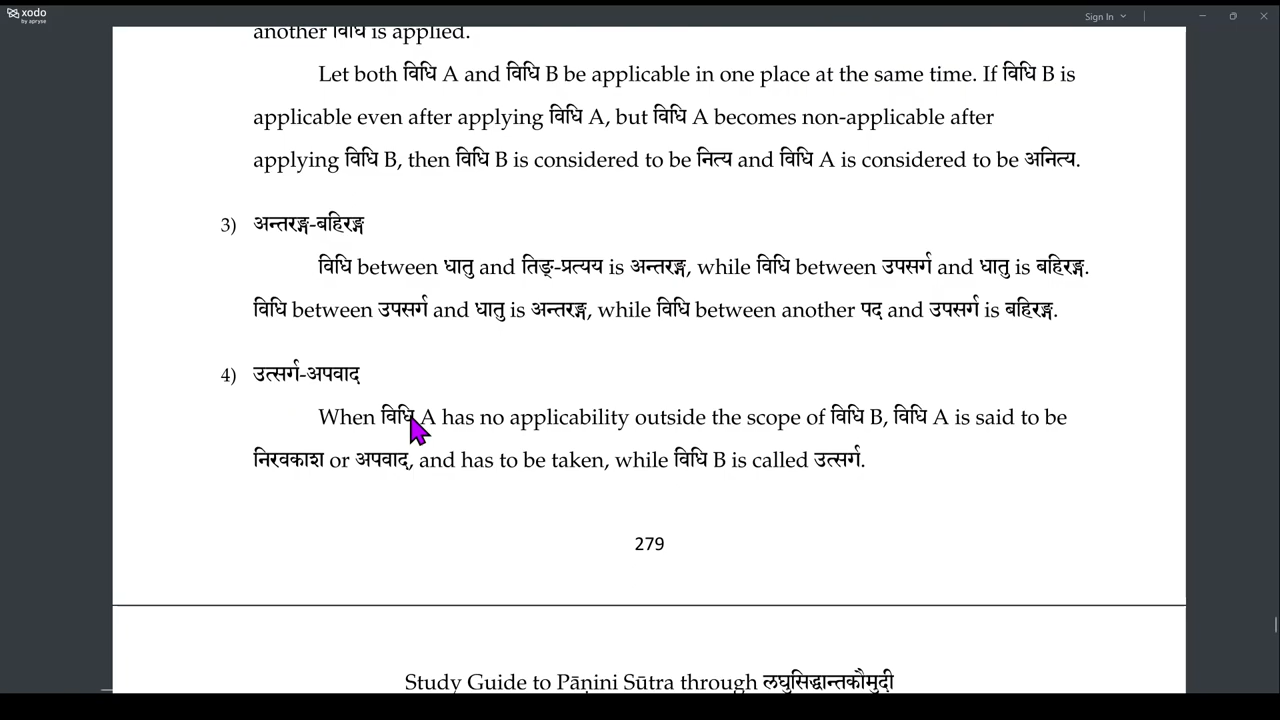 xodo
by apryse
Sign In
another विधि is applied.
Let both विधि A and विधि B be applicable in one place at the same time. If विधि B is
applicable even after applying विधि A, but विधि A becomes non-applicable after
applying विधि B, then विधि B is considered to be नित्य and विधि A is considered to be अनित्य.
3) अन्तरङ्ग-बहिरङ्ग
विधि between धातु and तिङ्-प्रत्यय is अन्तरङ्ग, while विधि between उपसर्ग and धातु is बहिरङ्ग.
विधि between उपसर्ग and धातु is अन्तरङ्ग, while विधि between another पद and उपसर्ग is बहिरङ्ग.
4) उत्सर्ग-अपवाद
When विधि A has no applicability outside the scope of विधि B, विधि A is said to be
निरवकाश or अपवाद, and has to be taken, while विधि B is called उत्सर्ग.
279
Study Guide to Pāṇini Sūtra through लघुसिद्धान्तकौमुदी